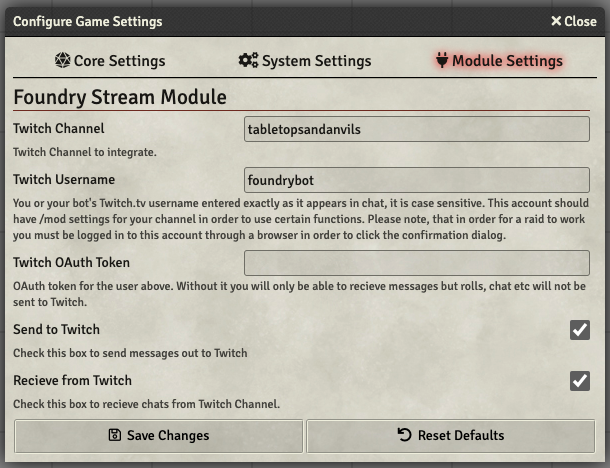 Configure Game Settings
Close
Core Settings
System Settings
Module Settings
Foundry Stream Module
Twitch Channel
tabletopsandanvils
Twitch Channel to integrate.
Twitch Username
foundrybot
You or your bot's Twitch.tv username entered exactly as it appears in chat, it is case sensitive. This account should
have /mod settings for your channel in order to use certain functions. Please note, that in order for a raid to work
you must be logged in to this account through a browser in order to click the confirmation dialog.
Twitch OAuth Token
OAuth token for the user above. Without it you will only be able to recieve messages but rolls, chat etc will not be
sent to Twitch.
Send to Twitch
Check this box to send messages out to Twitch
Recieve from Twitch
Check this box to recieve chats from Twitch Channel.
Save Changes
Reset Defaults